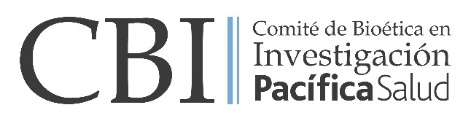 CBI
Comité de Bioética en
Investigación
PacíficaSalud